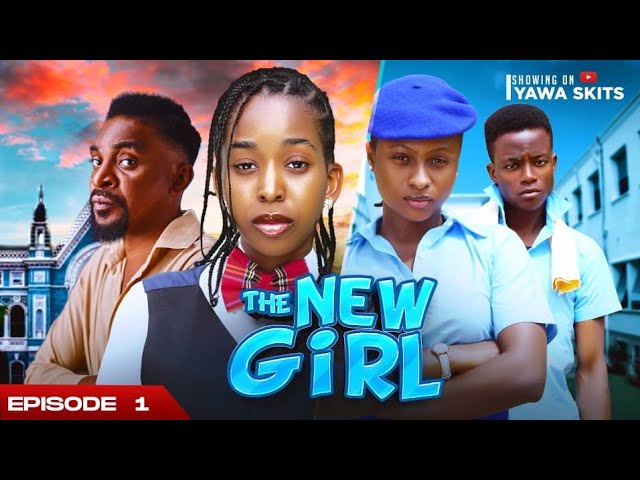 SHOWING ON
YAWA SKITS
THE NEW
GiRL
EPISODE 1